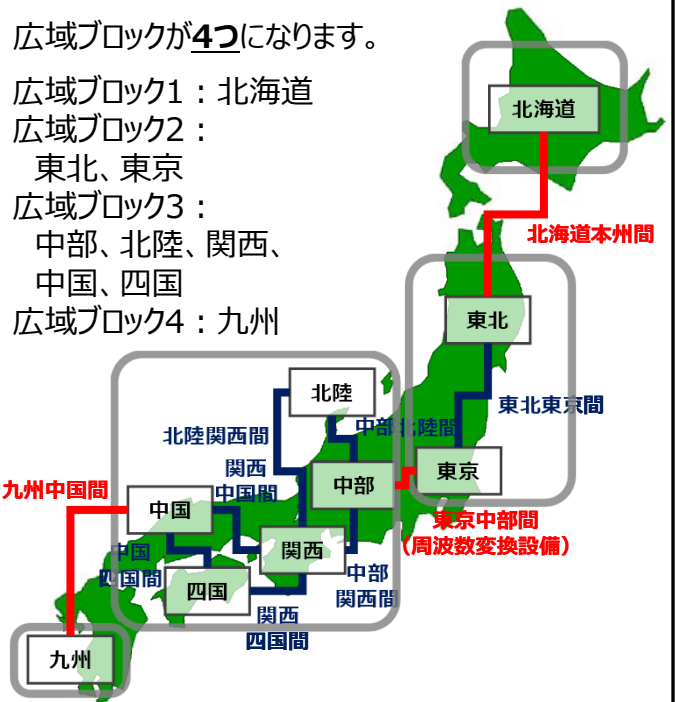 広域ブロックが4つになります。
広域ブロック1：北海道
広域ブロック2：
東北、東京
広域ブロック3：
中部、北陸、関西、
中国、四国
広域ブロック4：九州
北海道
北海道本州間
東北
東北東京間
北陸
北陸関西間
中部北陸間
関西
中国間
中部
東京
九州中国間
中国
東京中部間
（周波数変換設備）
関西
中国
四国間
四国
中部
関西間
関西
四国間
九州